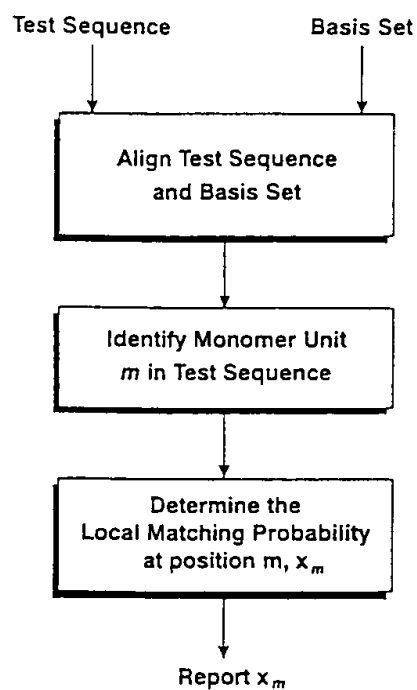 Test Sequence
Basis Set
Align Test Sequence
and Basis Set
Identify Monomer Unit
m in Test Sequence
Determine the
Local Matching Probability
at position m, xm
Report xm